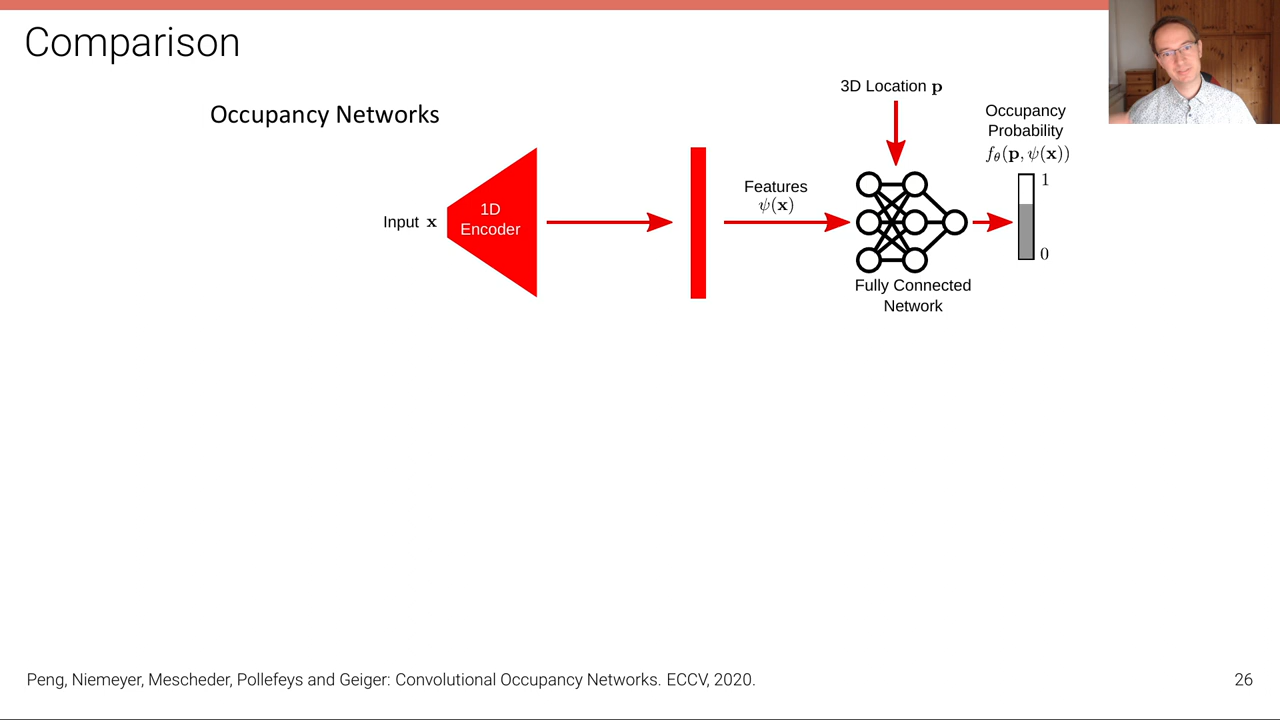 Comparison
Occupancy Networks
3D Location p
Occupancy
Probability
f_θ(p, ψ(x))
1
0
Input x
1D
Encoder
Features
ψ(x)
Fully Connected
Network
Peng, Niemeyer, Mescheder, Pollefeys and Geiger: Convolutional Occupancy Networks. ECCV, 2020.
26